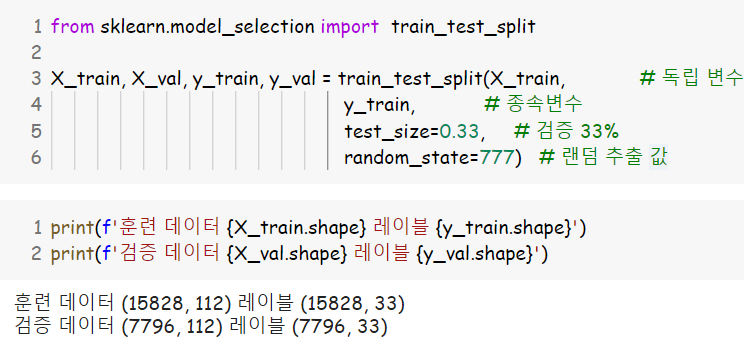 1 from sklearn.model_selection import train_test_split
2
3 X_train, X_val, y_train, y_val = train_test_split(X_train, # 독립 변수
4 y_train, # 종속변수
5 test_size=0.33, # 검증 33%
6 random_state=777) # 랜덤 추출 값
1 print(f'훈련 데이터 {X_train.shape} 레이블 {y_train.shape}')
2 print(f'검증 데이터 {X_val.shape} 레이블 {y_val.shape}')
훈련 데이터 (15828, 112) 레이블 (15828, 33)
검증 데이터 (7796, 112) 레이블 (7796, 33)